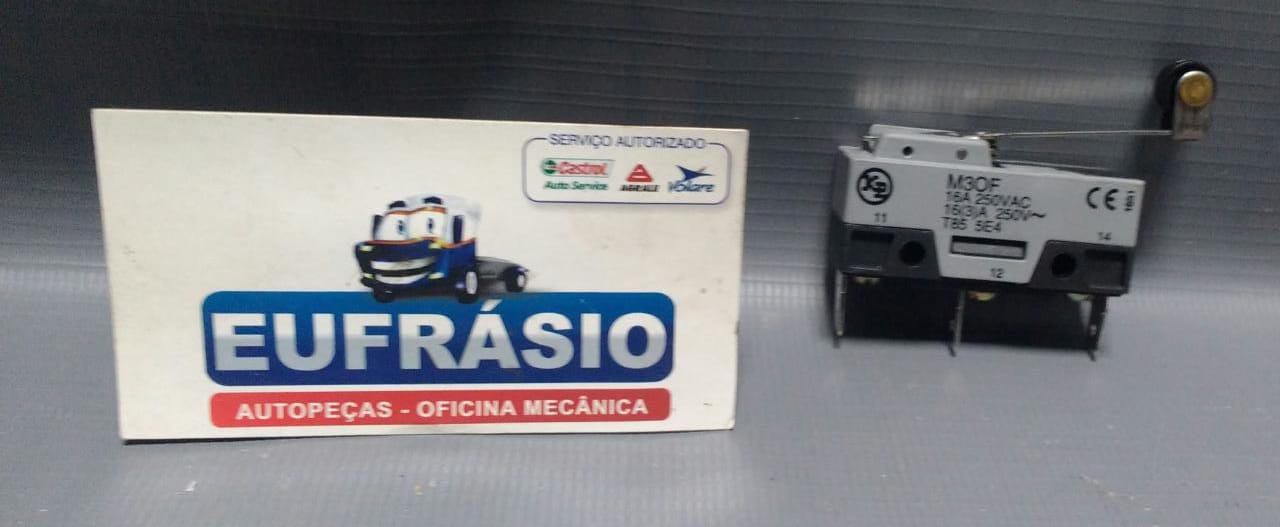 SERVIÇO AUTORIZADO
Castrol
Auto Service
AGRALE
Volare
EUFRÁSIO
AUTOPEÇAS - OFICINA MECÂNICA
M3OF
16A 250VAC
16(3)A 250V~
T85 5E4
CE
11
12
14